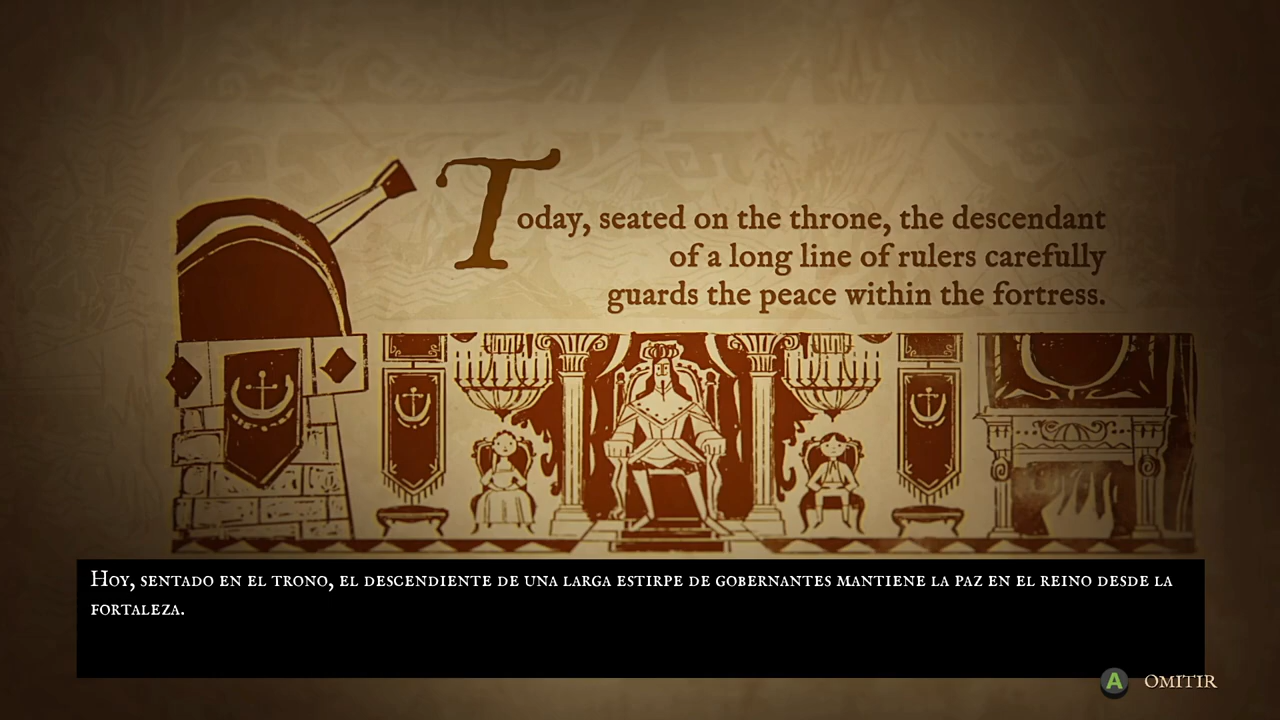 Today, seated on the throne, the descendant
of a long line of rulers carefully
guards the peace within the fortress.
Hoy, sentado en el trono, el descendiente de una larga estirpe de gobernantes mantiene la paz en el reino desde la
fortaleza.
A OMITIR